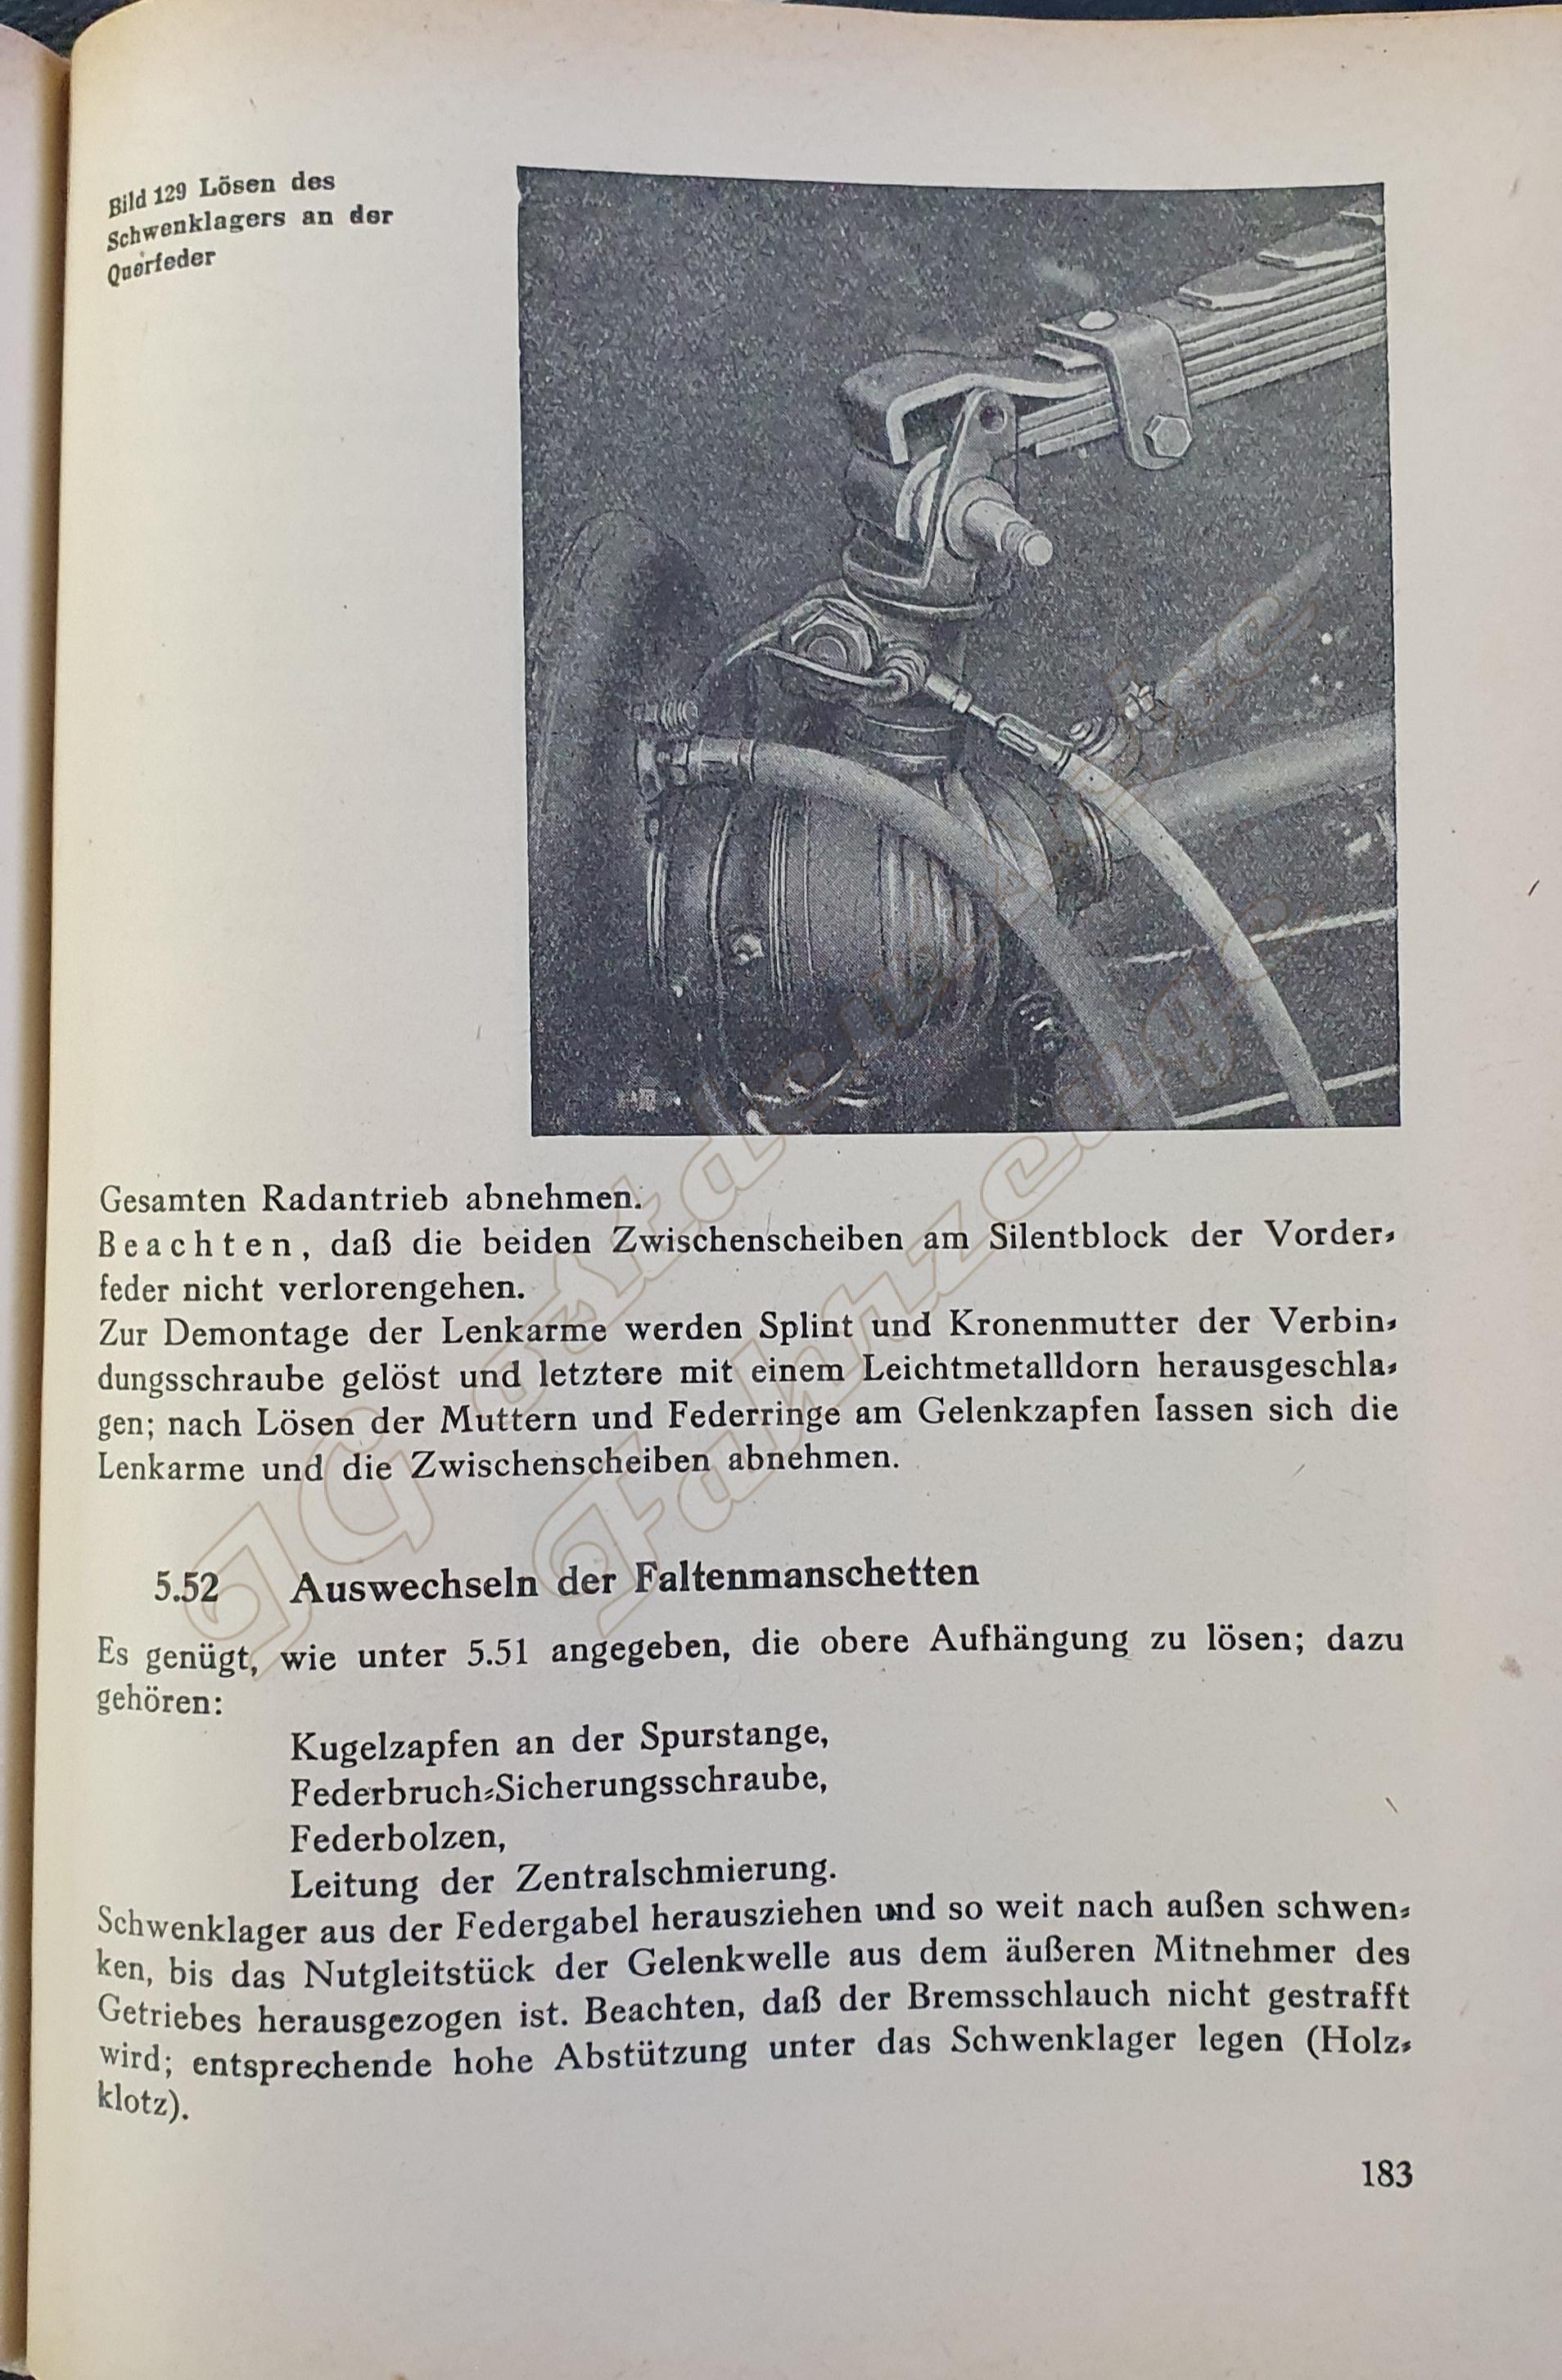 Bild 129 Lösen des
Schwenklagers an der
Querfeder
Gesamten Radantrieb abnehmen.
Beachten, daß die beiden Zwischenscheiben am Silentblock der Vorder-
feder nicht verlorengehen.
Zur Demontage der Lenkarme werden Splint und Kronenmutter der Verbin-
dungsschraube gelöst und letztere mit einem Leichtmetalldorn herausgeschla-
gen; nach Lösen der Muttern und Federringe am Gelenkzapfen lassen sich die
Lenkarme und die Zwischenscheiben abnehmen.
5.52 Auswechseln der Faltenmanschetten
Es genügt, wie unter 5.51 angegeben, die obere Aufhängung zu lösen; dazu
gehören:
Kugelzapfen an der Spurstange,
Federbruch-Sicherungsschraube,
Federbolzen,
Leitung der Zentralschmierung.
Schwenklager aus der Federgabel herausziehen und so weit nach außen schwen-
ken, bis das Nutgleitstück der Gelenkwelle aus dem äußeren Mitnehmer des
Getriebes herausgezogen ist. Beachten, daß der Bremsschlauch nicht gestrafft
wird; entsprechende hohe Abstützung unter das Schwenklager legen (Holz-
klotz).
183
IG ostdeutsche
Fahrzeuge